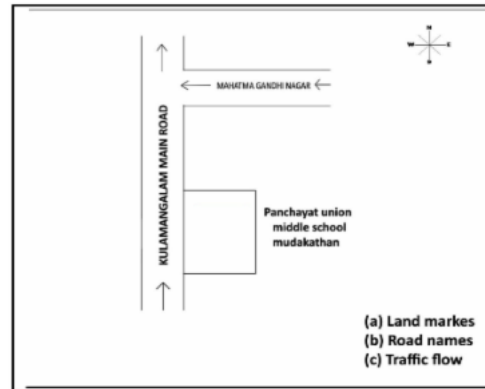 N
W E
S
MAHATMA GANDHI NAGAR
KULAMANGALAM MAIN ROAD
Panchayat union
middle school
mudakathan
(a) Land markes
(b) Road names
(c) Traffic flow